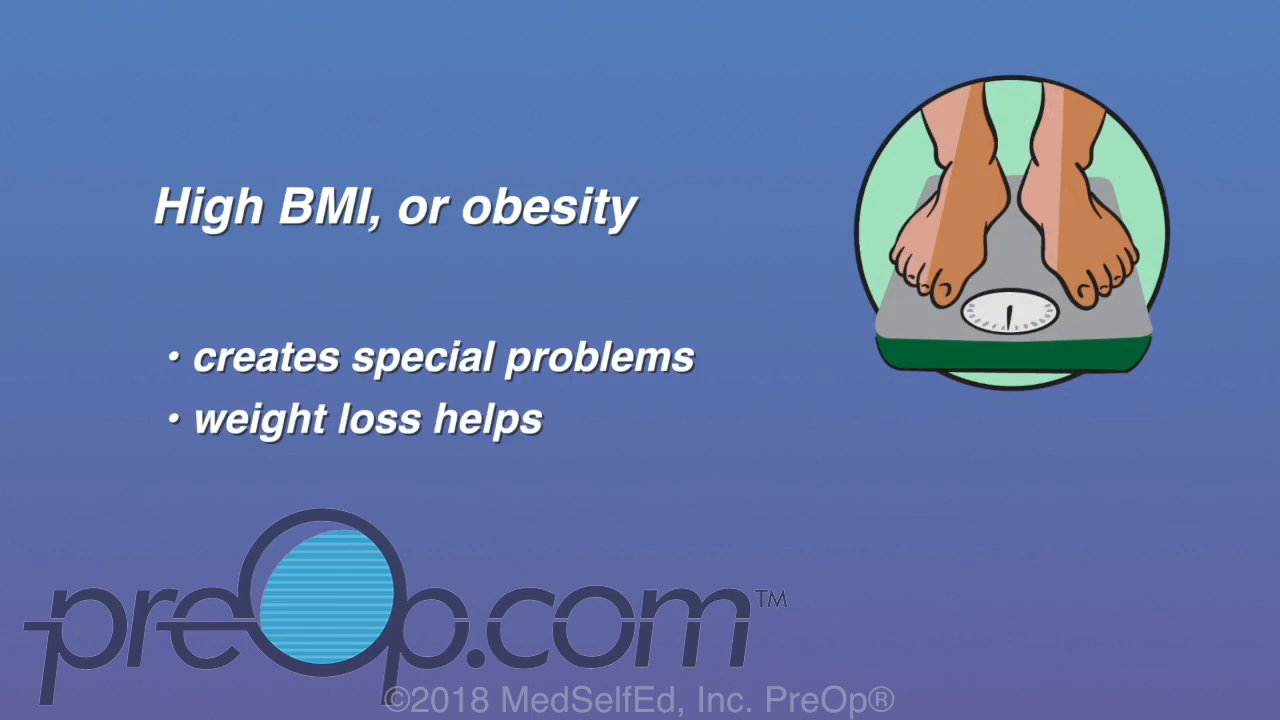 High BMI, or obesity
• creates special problems
• weight loss helps
preOp.com™
©2018 MedSelfEd, Inc. PreOp®